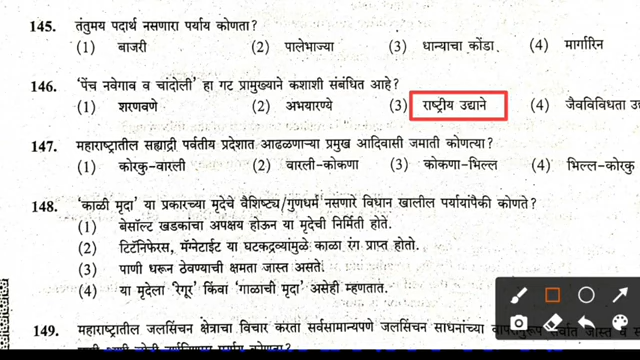 145. तंतुमय पदार्थ नसणारा पर्याय कोणता?
(1) बाजरी (2) पालेभाज्या (3) धान्याचा कोंडा. (4) मार्गारिन
146. 'पेंच नवेगाव व चांदोली' हा गट प्रामुख्याने कशाशी संबंधित आहे?
(1) शरणवणे (2) अभयारण्ये (3) राष्ट्रीय उद्याने (4) जैवविविधता
147. महाराष्ट्रातील सह्याद्री पर्वतीय प्रदेशात आढळणाऱ्या प्रमुख आदिवासी जमाती कोणत्या?
(1) कोरकु-वारली (2) वारली-कोकणा (3) कोकणा-भिल्ल (4) भिल्ल-कोरकु
148. 'काळी मृदा' या प्रकारच्या मृदेचे वैशिष्ट्य/गुणधर्म नसणारे विधान खालील पर्यायांपैकी कोणते?
(1) बेसॉल्ट खडकांचा अपक्षय होऊन या मृदेची निर्मिती होते.
(2) टिटॅनिफेरस, मॅग्नेटाईट या घटकद्रव्यांमुळे काळा रंग प्राप्त होतो.
(3) पाणी धरून ठेवण्याची क्षमता जास्त असते.
(4) या मृदेला 'रेगूर' किंवा 'गाळाची मृदा' असेही म्हणतात.
149. महाराष्ट्रातील जलसिंचन क्षेत्राचा विचार करता सर्वसामान्यपणे जलसिंचन साधनांच्या